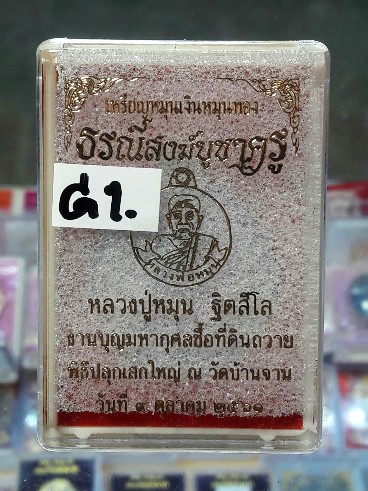 เหรียญหมุนเงินหมุนทอง
ธรณีสงฆ์บูชาครู
๔1.
หลวงพ่อหมุน
หลวงปู่หมุน ฐิตสีโล
งานบุญมหากุศลซื้อที่ดินถวาย
พิธีปลุกเสกใหญ่ ณ วัดบ้านจาน
วันที่ ๑ ตุลาคม ๒๕๖๑